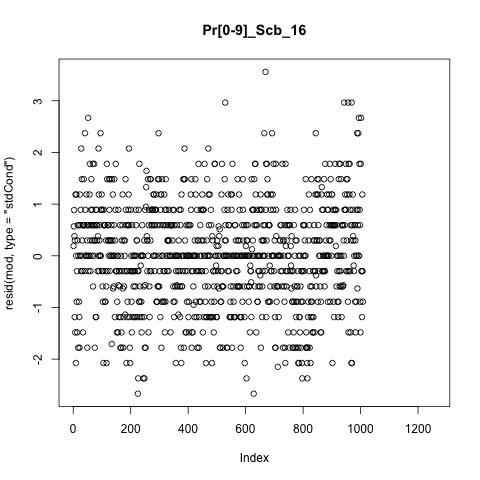 Pr[0-9]_Scb_16
resid(mod, type = "stdCond")
3
2
1
0
-1
-2
0 200 400 600 800 1000 1200
Index